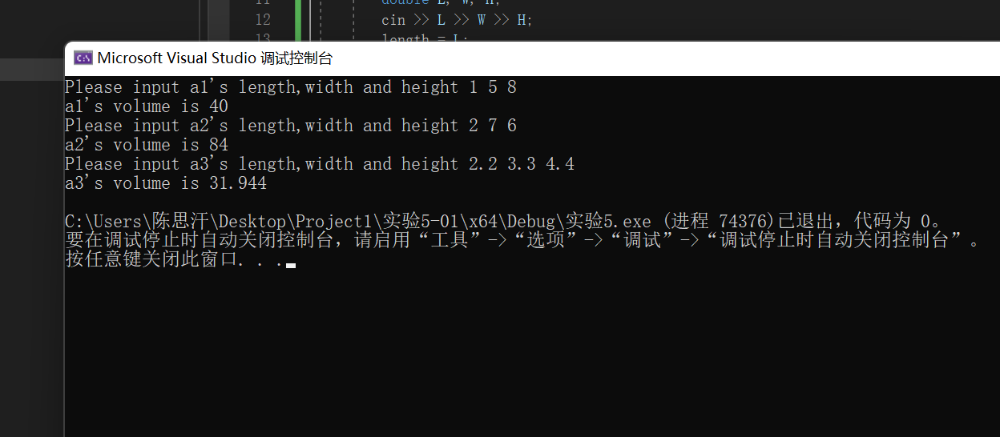 11 double L, W, H;
12 cin >> L >> W >> H;
13 length = L;
Microsoft Visual Studio 调试控制台
Please input a1's length,width and height 1 5 8
a1's volume is 40
Please input a2's length,width and height 2 7 6
a2's volume is 84
Please input a3's length,width and height 2.2 3.3 4.4
a3's volume is 31.944
C:\Users\陈思汗\Desktop\Project1\实验5-01\x64\Debug\实验5.exe (进程 74376)已退出，代码为 0。
要在调试停止时自动关闭控制台，请启用“工具”->“选项”->“调试”->“调试停止时自动关闭控制台”。
按任意键关闭此窗口. . .